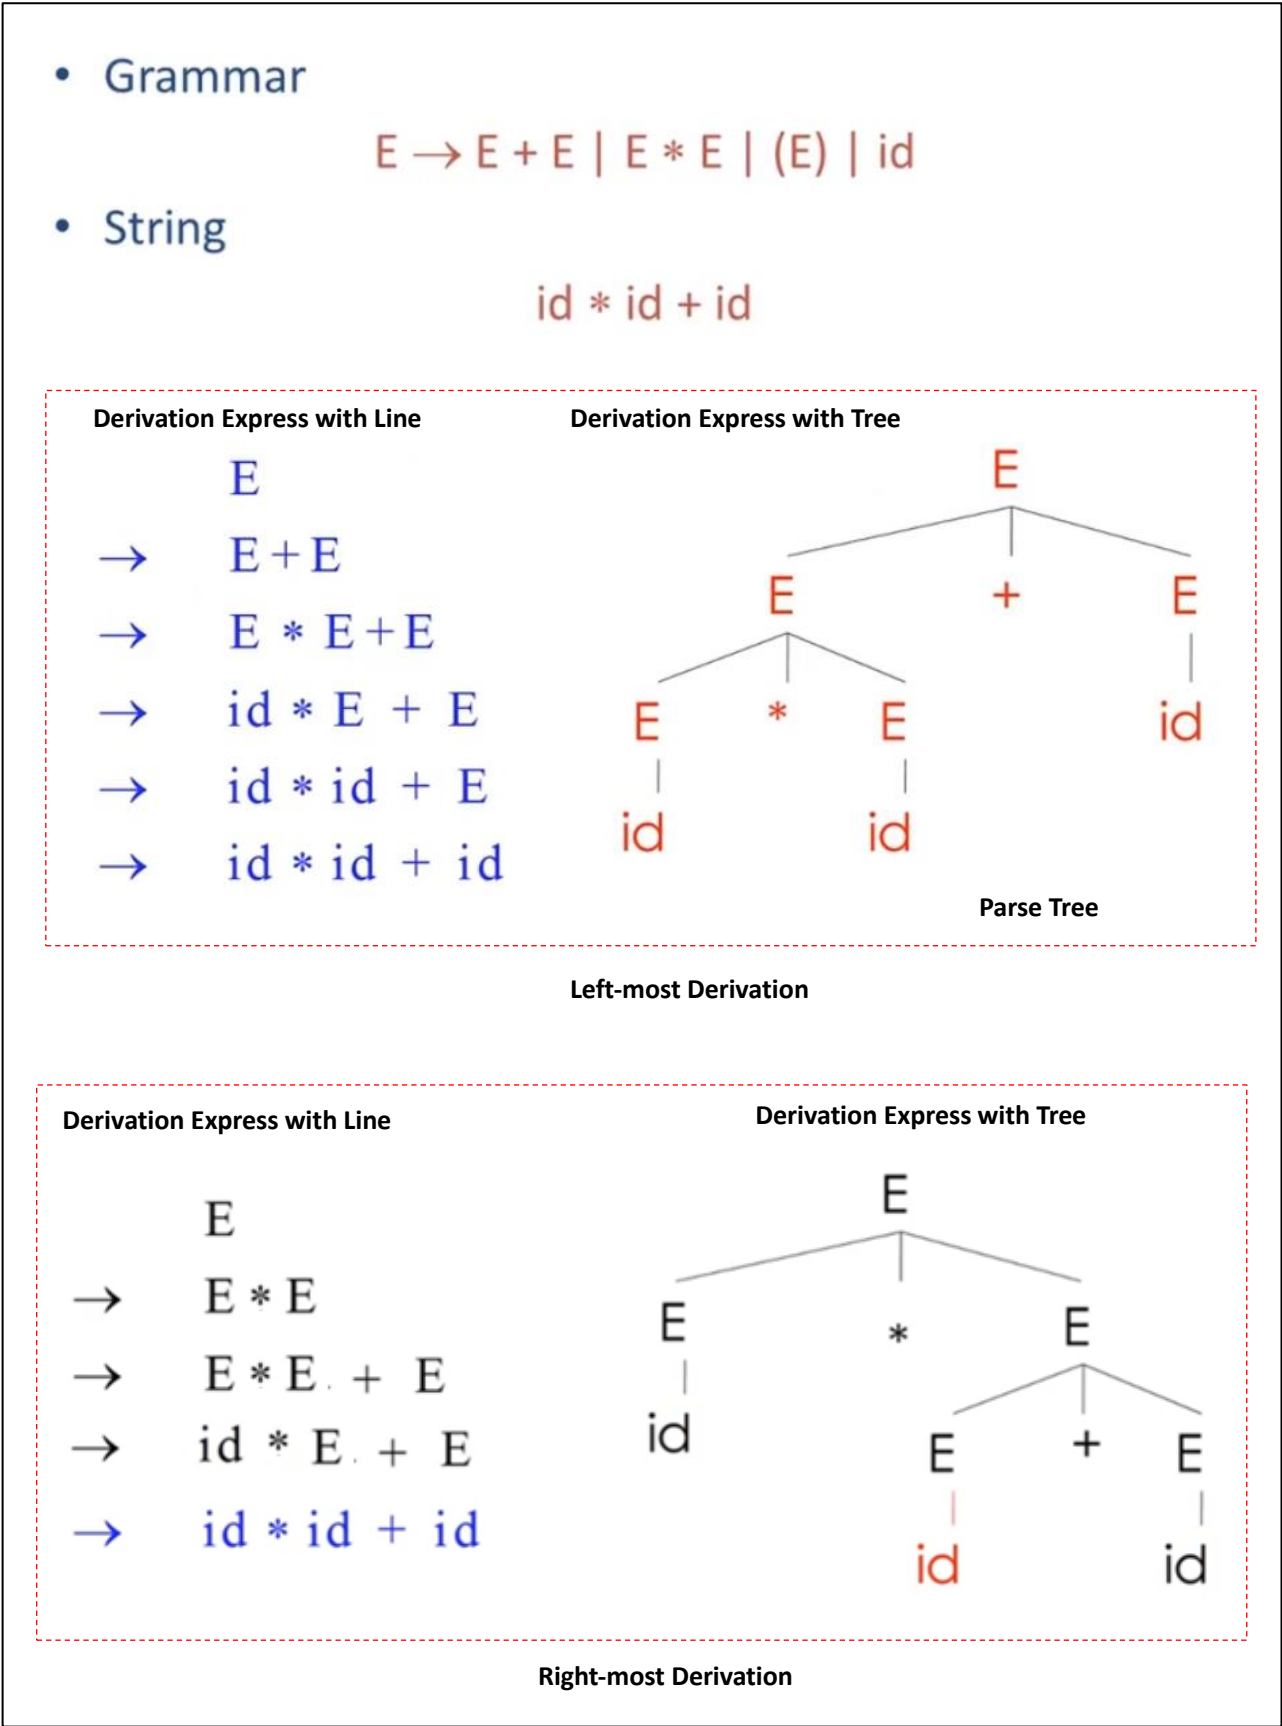 • Grammar
E → E + E | E * E | (E) | id
• String
id * id + id
Derivation Express with Line
E
→ E + E
→ E * E + E
→ id * E + E
→ id * id + E
→ id * id + id
Derivation Express with Tree
E
E + E
E * E id
id id
Parse Tree
Left-most Derivation
Derivation Express with Line
E
→ E * E
→ E * E . + E
→ id * E . + E
→ id * id + id
Derivation Express with Tree
E
E * E
id E + E
id id
Right-most Derivation